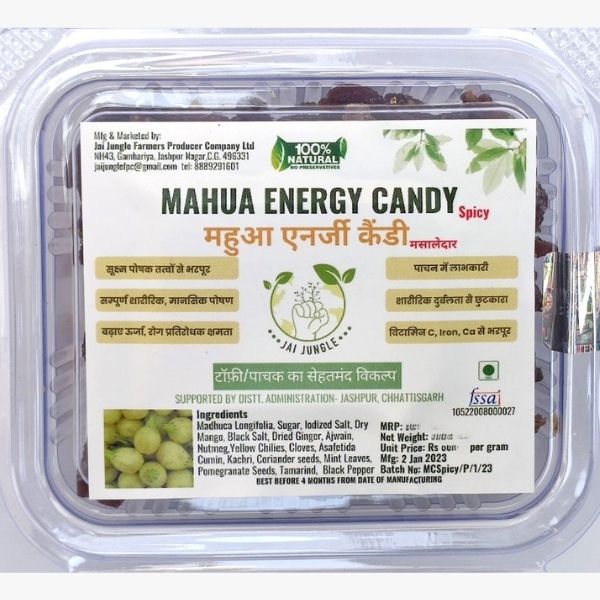 Mfg & Marketed by:
Jai Jungle Farmers Producer Company Ltd
NH43, Gamhariya, Jashpur Nagar,C.G. 496331
jaijunglefpc@gmail.com tel: 8889291601
100%
NATURAL
NO PRESERVATIVES
MAHUA ENERGY CANDY Spicy
महुआ एनर्जी कैंडी मसालेदार
सूक्ष्म पोषक तत्वों से भरपूर
सम्पूर्ण शारीरिक, मानसिक पोषण
बढ़ाए ऊर्जा, रोग प्रतिरोधक क्षमता
JAI JUNGLE
पाचन में लाभकारी
शारीरिक दुर्बलता से छुटकारा
विटामिन C, Iron, Ca से भरपूर
टॉफ़ी/पाचक का सेहतमंद विकल्प
SUPPORTED BY DISTT. ADMINISTRATION- JASHPUR, CHHATTISGARH
fssai
10522008000027
Ingredients
Madhuca Longifolia, Sugar, Iodized Salt, Dry
Mango, Black Salt, Dried Ginger, Ajwain,
Nutmeg,Yellow Chilies, Cloves, Asafetida
Cumin, Kachri, Coriander seeds, Mint Leaves,
Pomegranate Seeds, Tamarind, Black Pepper
MRP:
Net Weight:
Unit Price: Rs per gram
Mfg: 2 Jan 2023
Batch No: MCSpicy/P/1/23
BEST BEFORE 4 MONTHS FROM DATE OF MANUFACTURING